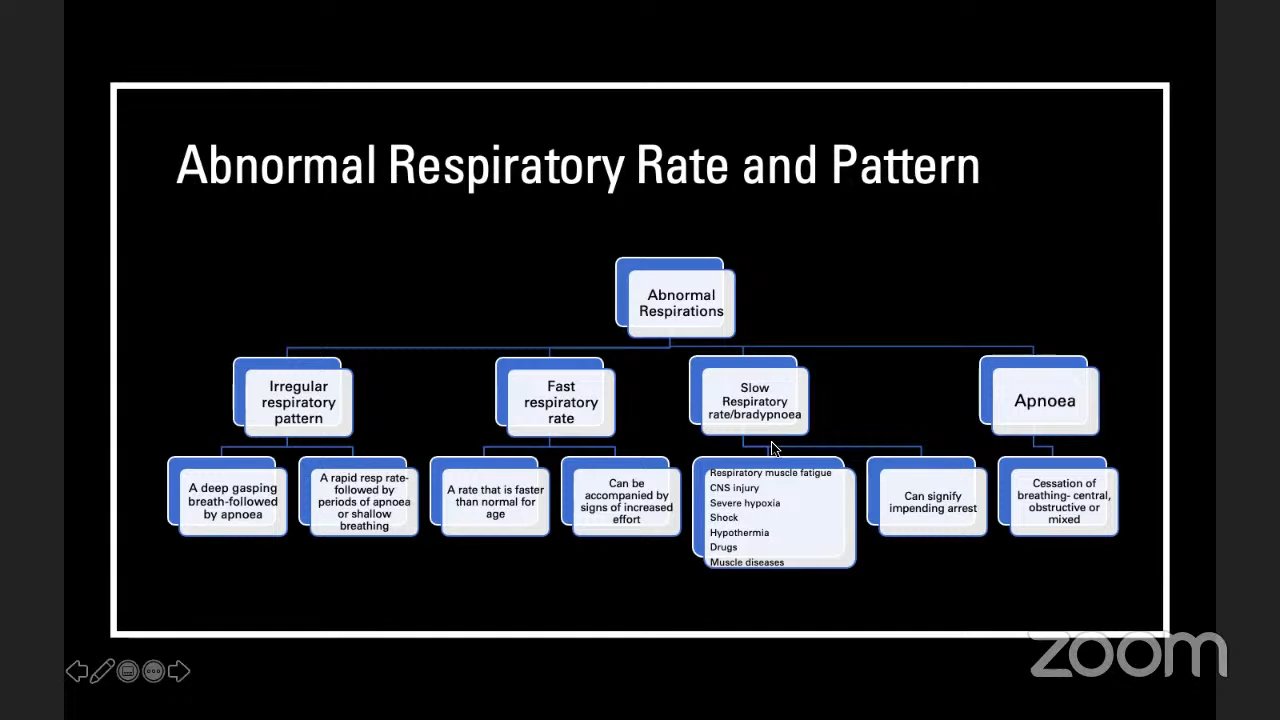 Abnormal Respiratory Rate and Pattern
Abnormal
Respirations
Irregular
respiratory
pattern
Fast
respiratory
rate
Slow
Respiratory
rate/bradypnoea
Apnoea
A deep gasping
breath-followed
by apnoea
A rapid resp rate-
followed by
periods of apnoea
or shallow
breathing
A rate that is faster
than normal for
age
Can be
accompanied by
signs of increased
effort
Respiratory muscle fatigue
CNS injury
Severe hypoxia
Shock
Hypothermia
Drugs
Muscle diseases
Can signify
impending arrest
Cessation of
breathing- central,
obstructive or
mixed
zoom